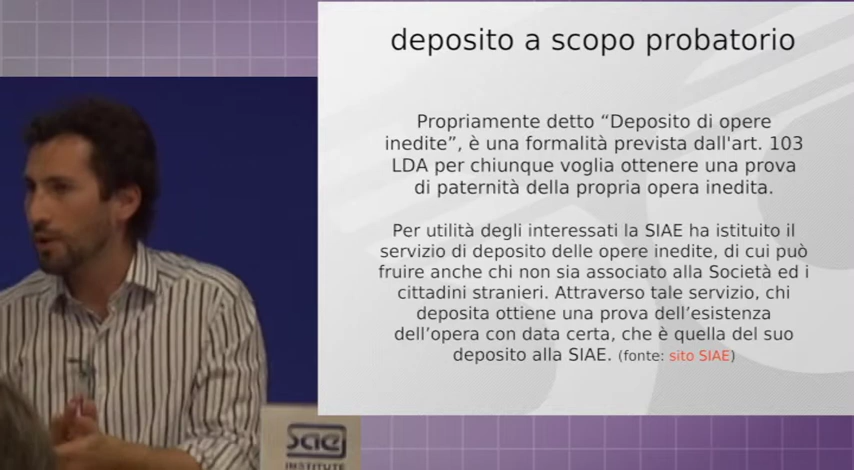 deposito a scopo probatorio
Propriamente detto “Deposito di opere
inedite”, è una formalità prevista dall'art. 103
LDA per chiunque voglia ottenere una prova
di paternità della propria opera inedita.
Per utilità degli interessati la SIAE ha istituito il
servizio di deposito delle opere inedite, di cui può
fruire anche chi non sia associato alla Società ed i
cittadini stranieri. Attraverso tale servizio, chi
deposita ottiene una prova dell’esistenza
dell’opera con data certa, che è quella del suo
deposito alla SIAE. (fonte: sito SIAE)
sae
INSTITUTE